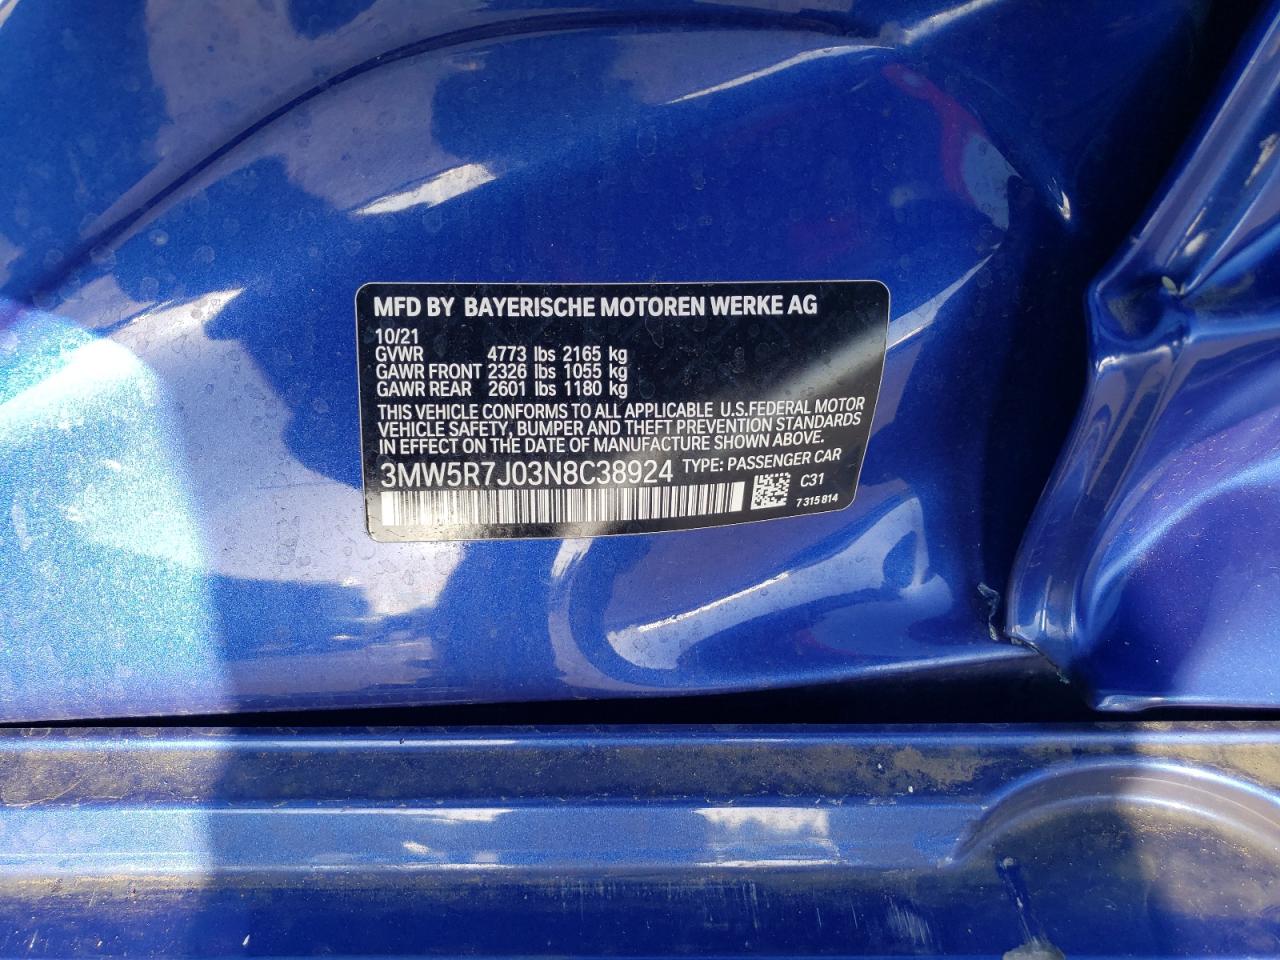 MFD BY BAYERISCHE MOTOREN WERKE AG
10/21
GVWR 4773 lbs 2165 kg
GAWR FRONT 2326 lbs 1055 kg
GAWR REAR 2601 lbs 1180 kg
THIS VEHICLE CONFORMS TO ALL APPLICABLE U.S.FEDERAL MOTOR
VEHICLE SAFETY, BUMPER AND THEFT PREVENTION STANDARDS
IN EFFECT ON THE DATE OF MANUFACTURE SHOWN ABOVE.
3MW5R7J03N8C38924 TYPE: PASSENGER CAR
C31
7 315 814